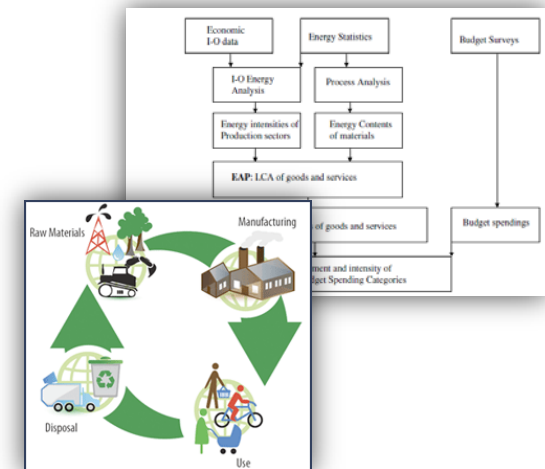 Economic
I-O data
Energy Statistics
Budget Surveys
I-O Energy
Analysis
Process Analysis
Energy intensities of
Production sectors
Energy Contents
of materials
EAP: LCA of goods and services
of goods and services
Budget spendings
ment and intensity of
dget Spending Categories
Raw Materials
Manufacturing
Disposal
Use